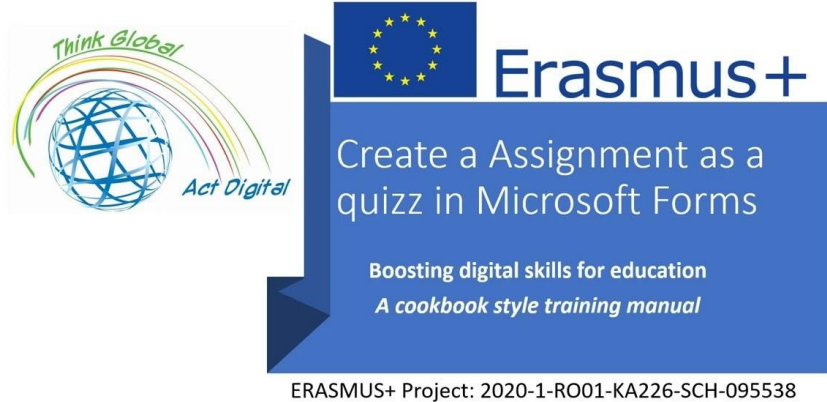 Think Global
Act Digital
Erasmus+
Create a Assignment as a
quizz in Microsoft Forms
Boosting digital skills for education
A cookbook style training manual
ERASMUS+ Project: 2020-1-RO01-KA226-SCH-095538